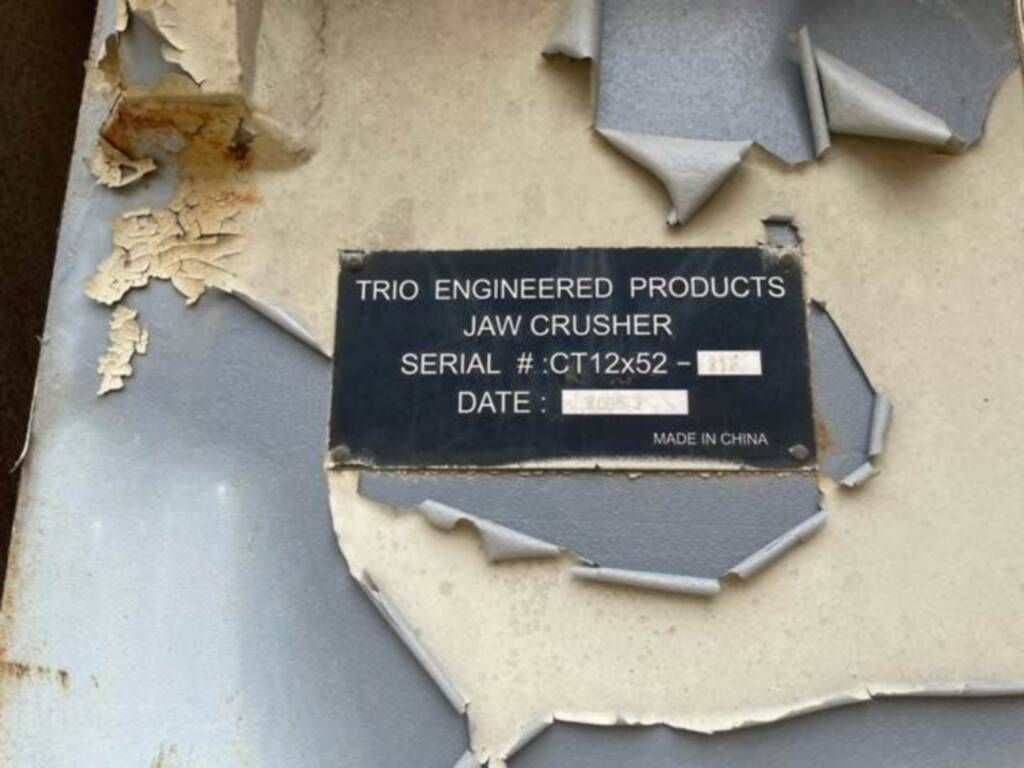 TRIO ENGINEERED PRODUCTS
JAW CRUSHER
SERIAL # :CT12x52 –
DATE :
MADE IN CHINA